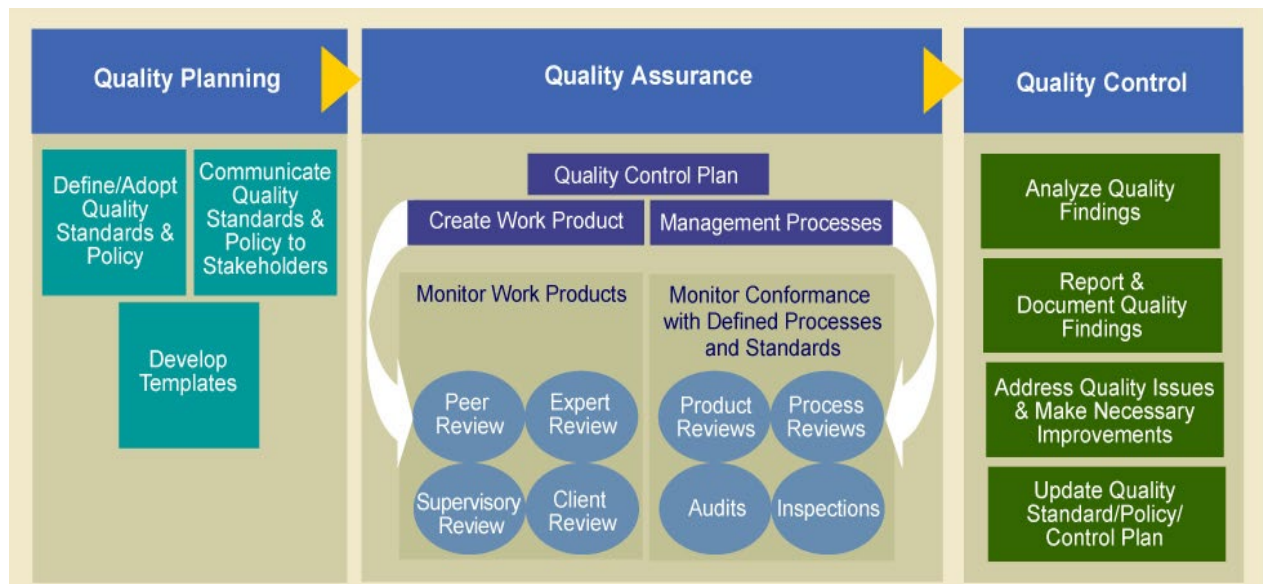 Quality Planning
Quality Assurance
Quality Control
Define/Adopt
Quality
Standards &
Policy
Communicate
Quality
Standards &
Policy to
Stakeholders
Develop
Templates
Quality Control Plan
Create Work Product
Management Processes
Monitor Work Products
Monitor Conformance
with Defined Processes
and Standards
Peer
Review
Expert
Review
Supervisory
Review
Client
Review
Product
Reviews
Process
Reviews
Audits
Inspections
Analyze Quality
Findings
Report &
Document Quality
Findings
Address Quality Issues
& Make Necessary
Improvements
Update Quality
Standard/Policy/
Control Plan